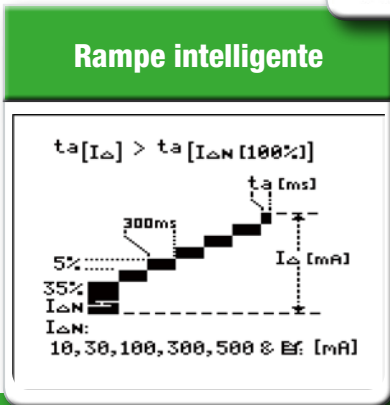 Rampe intelligente
ta[I△] > ta[I△N [100%]]
ta [ms]
300ms
5%
I△ [mA]
35%
I△N
I△N:
10,30,100,300,500 & [mA]